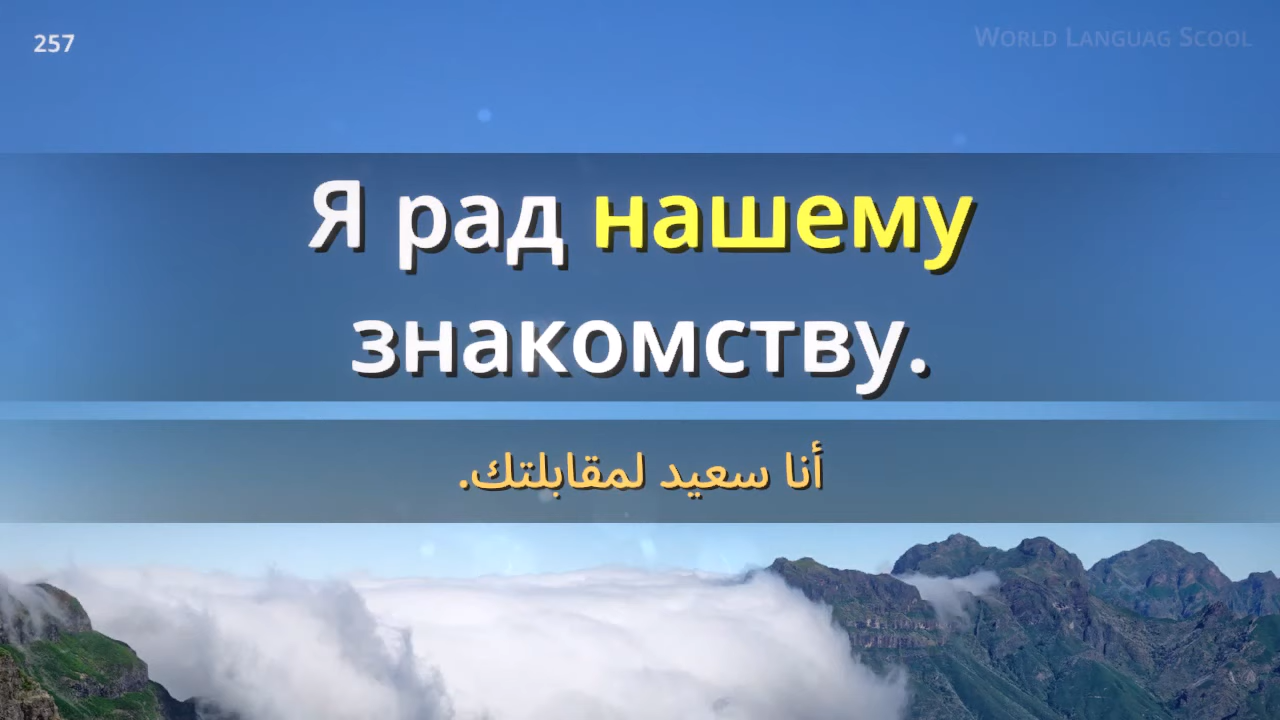 257
World Languag Scool
Я рад нашему
знакомству.
أنا سعيد لمقابلتك.